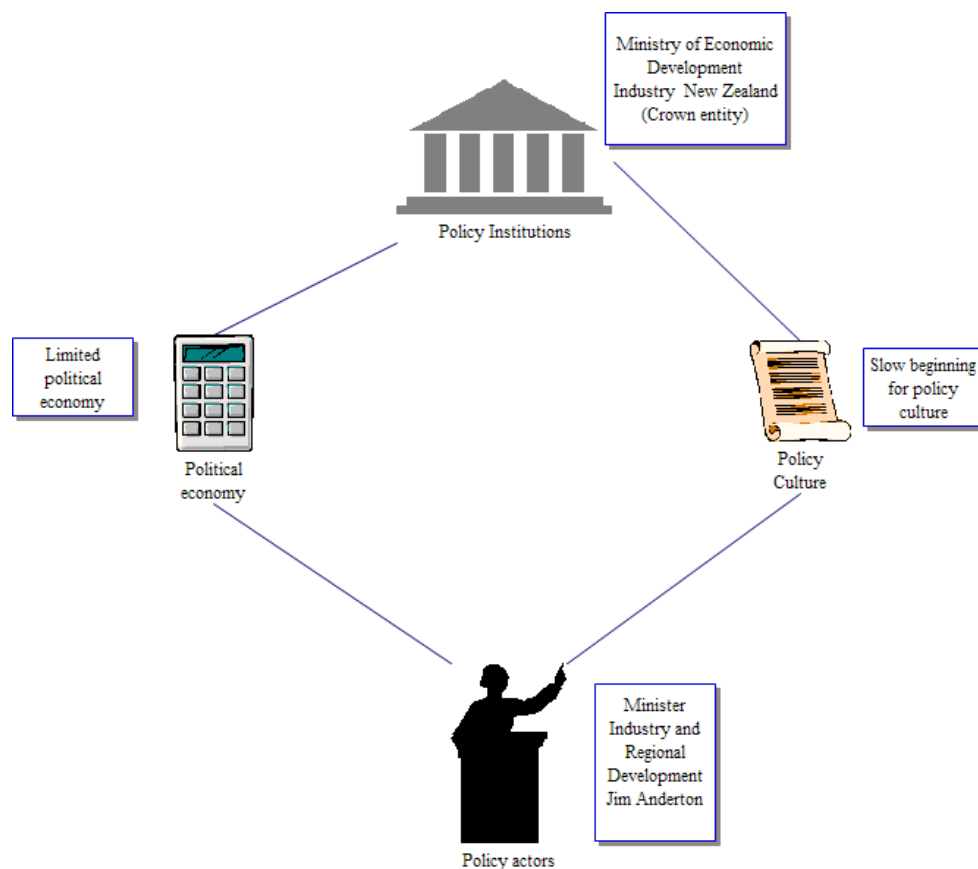 Ministry of Economic
Development
Industry New Zealand
(Crown entity)
Policy Institutions
Limited
political
economy
Political
economy
Slow beginning
for policy
culture
Policy
Culture
Minister
Industry and
Regional
Development
Jim Anderton
Policy actors